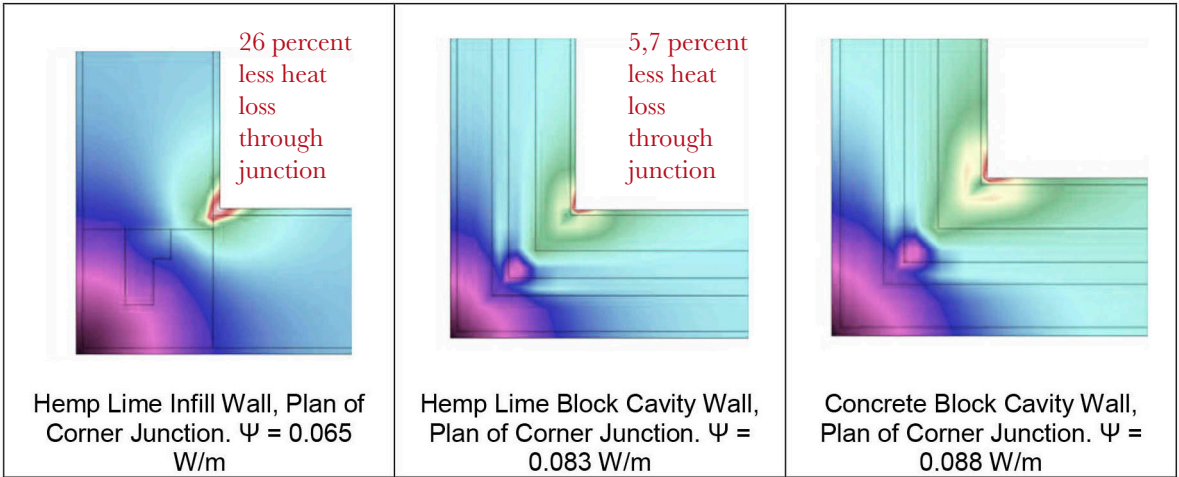 26 percent
less heat
loss
through
junction
Hemp Lime Infill Wall, Plan of
Corner Junction. Ψ = 0.065
W/m
5,7 percent
less heat
loss
through
junction
Hemp Lime Block Cavity Wall,
Plan of Corner Junction. Ψ =
0.083 W/m
Concrete Block Cavity Wall,
Plan of Corner Junction. Ψ =
0.088 W/m